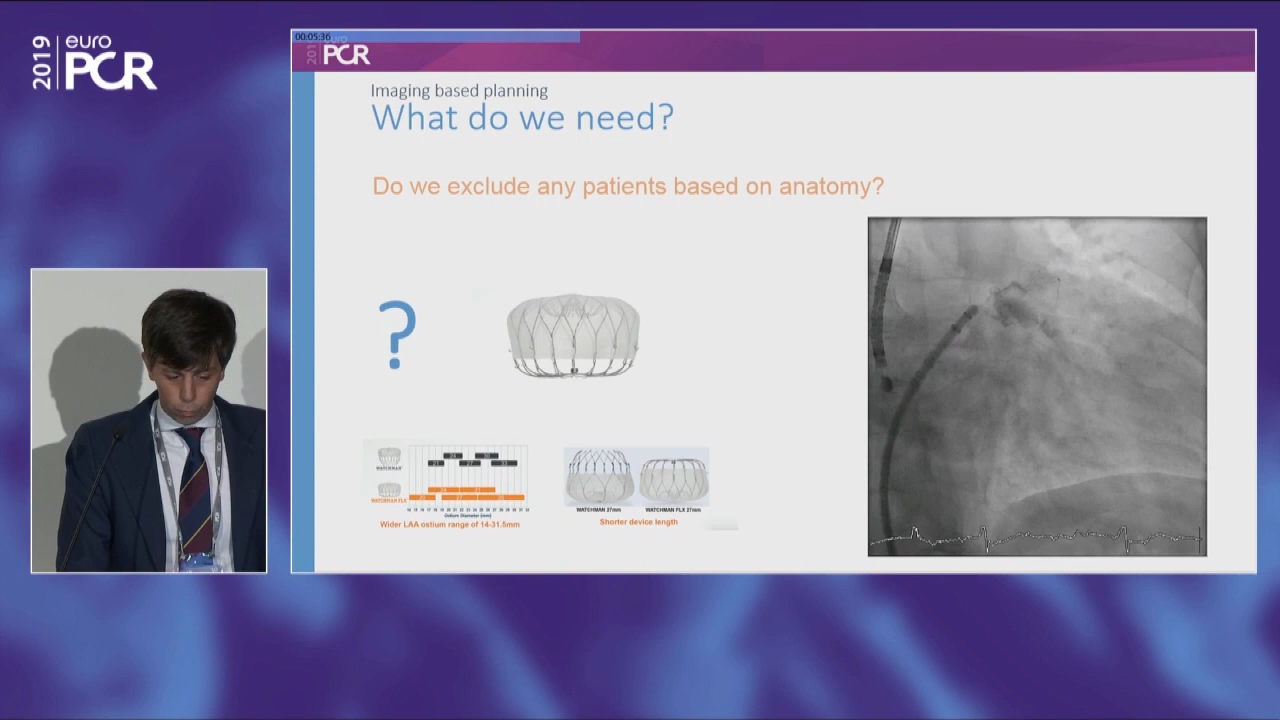 2019
euro
PCR
00:05:36
euro
PCR
Imaging based planning
What do we need?
Do we exclude any patients based on anatomy?
?
WATCHMAN
WATCHMAN FLX
Ostium Diameter (mm)
Wider LAA ostium range of 14-31.5mm
WATCHMAN 27mm
WATCHMAN FLX 27mm
Shorter device length